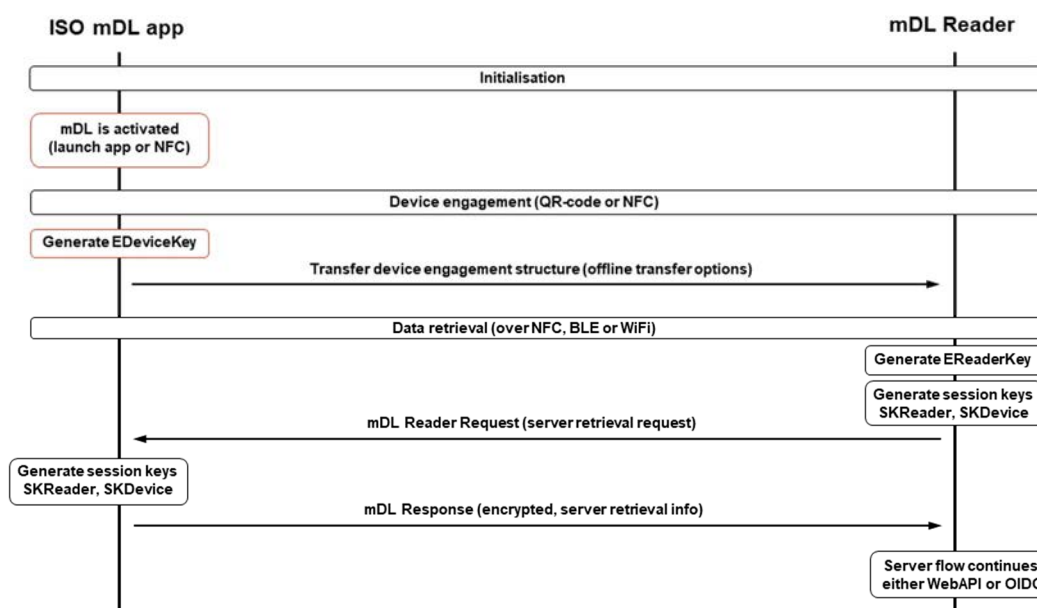 ISO mDL app
mDL Reader
Initialisation
mDL is activated
(launch app or NFC)
Device engagement (QR-code or NFC)
Generate EDeviceKey
Transfer device engagement structure (offline transfer options)
Data retrieval (over NFC, BLE or WiFi)
Generate EReaderKey
Generate session keys
SKReader, SKDevice
mDL Reader Request (server retrieval request)
Generate session keys
SKReader, SKDevice
mDL Response (encrypted, server retrieval info)
Server flow continues
either WebAPI or OIDC